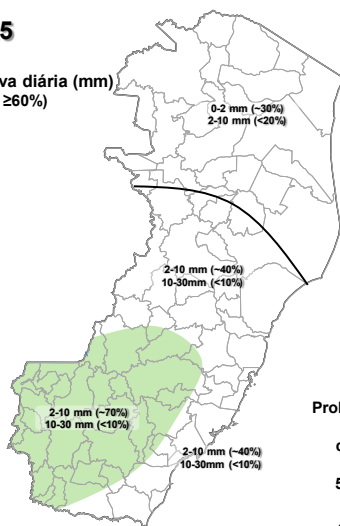 5
va diária (mm)
≥60%)
0-2 mm (~30%)
2-10 mm (<20%)
2-10 mm (~40%)
10-30mm (<10%)
2-10 mm (~70%)
10-30 mm (<10%)
2-10 mm (~40%)
10-30mm (<10%)
Prol
5